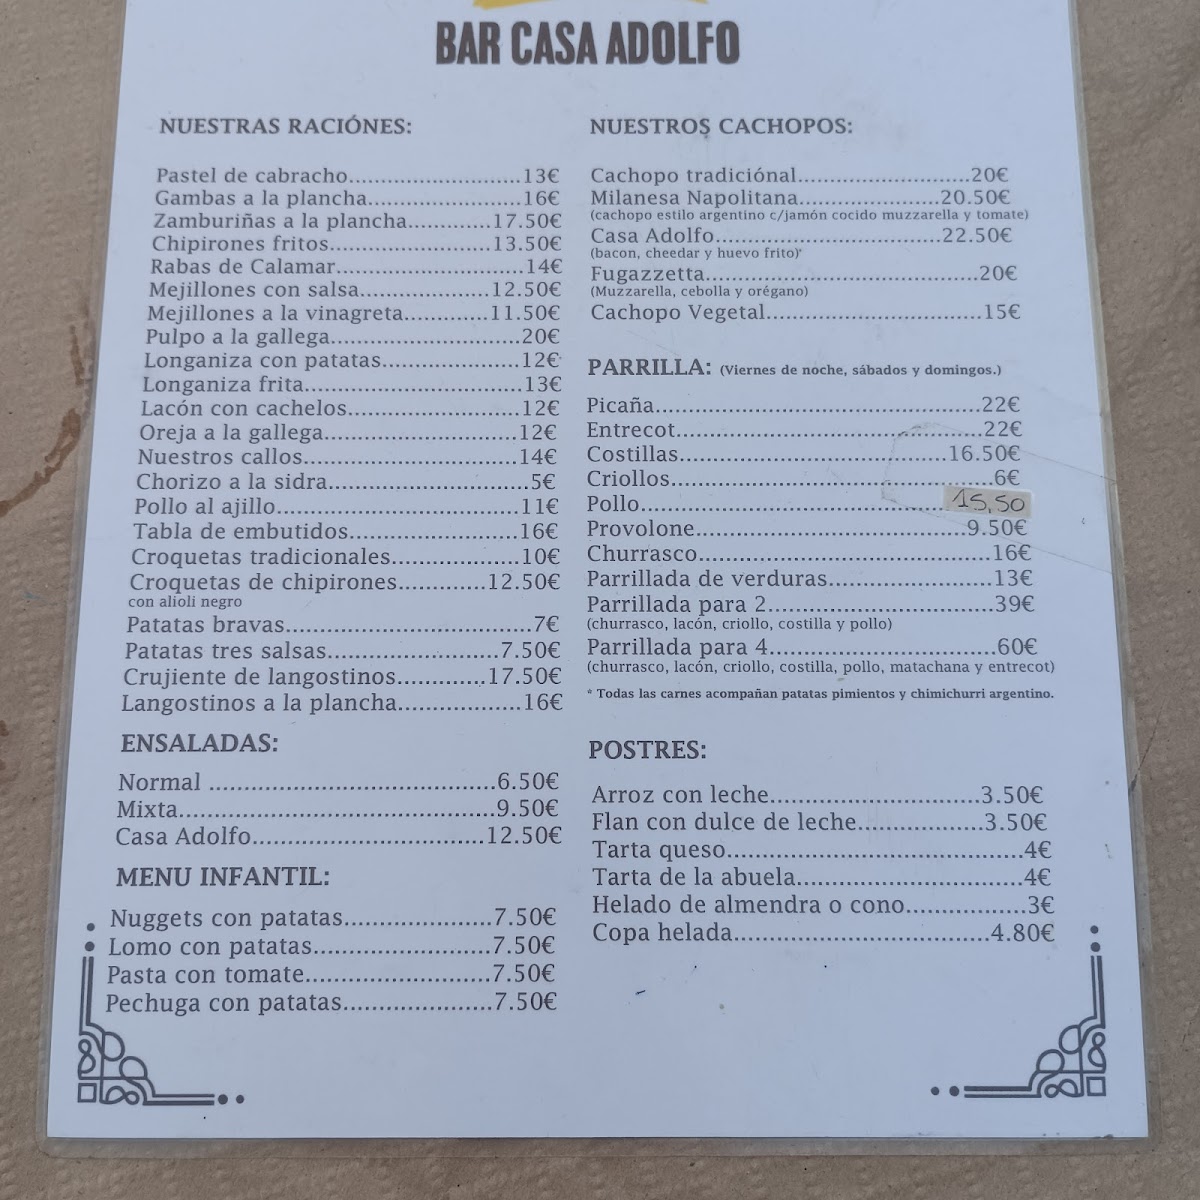 BAR CASA ADOLFO
NUESTRAS RACIÓNES:
Pastel de cabracho............................13€
Gambas a la plancha.........................16€
Zamburiñas a la plancha..............17.50€
Chipirones fritos...........................13.50€
Rabas de Calamar...............................14€
Mejillones con salsa.....................12.50€
Mejillones a la vinagreta..............11.50€
Pulpo a la gallega...............................20€
Longaniza con patatas.......................12€
Longaniza frita....................................13€
Lacón con cachelos.............................12€
Oreja a la gallega................................12€
Nuestros callos...................................14€
Chorizo a la sidra.................................5€
Pollo al ajillo.......................................11€
Tabla de embutidos............................16€
Croquetas tradicionales.....................10€
Croquetas de chipirones..............12.50€
con alioli negro
Patatas bravas.....................................7€
Patatas tres salsas.........................7.50€
Crujiente de langostinos.............17.50€
Langostinos a la plancha..................16€
ENSALADAS:
Normal .........................................6.50€
Mixta.............................................9.50€
Casa Adolfo.................................12.50€
MENU INFANTIL:
Nuggets con patatas.....................7.50€
Lomo con patatas.........................7.50€
Pasta con tomate..........................7.50€
Pechuga con patatas.....................7.50€
NUESTROS CACHOPOS:
Cachopo tradiciónal............................20€
Milanesa Napolitana.......................20.50€
(cachopo estilo argentino c/jamón cocido muzzarella y tomate)
Casa Adolfo.....................................22.50€
(bacon, cheedar y huevo frito)*
Fugazzetta............................................20€
(Muzzarella, cebolla y orégano)
Cachopo Vegetal...................................15€
PARRILLA: (Viernes de noche, sábados y domingos.)
Picaña.....................................................22€
Entrecot..................................................22€
Costillas............................................16.50€
Criollos.....................................................6€
Pollo..................................................15,50
Provolone............................................9.50€
Churrasco................................................16€
Parrillada de verduras...........................13€
Parrillada para 2.....................................39€
(churrasco, lacón, criollo, costilla y pollo)
Parrillada para 4.....................................60€
(churrasco, lacón, criollo, costilla, pollo, matachana y entrecot)
* Todas las carnes acompañan patatas pimientos y chimichurri argentino.
POSTRES:
Arroz con leche..............................3.50€
Flan con dulce de leche..................3.50€
Tarta queso..........................................4€
Tarta de la abuela................................4€
Helado de almendra o cono.................3€
Copa helada....................................4.80€